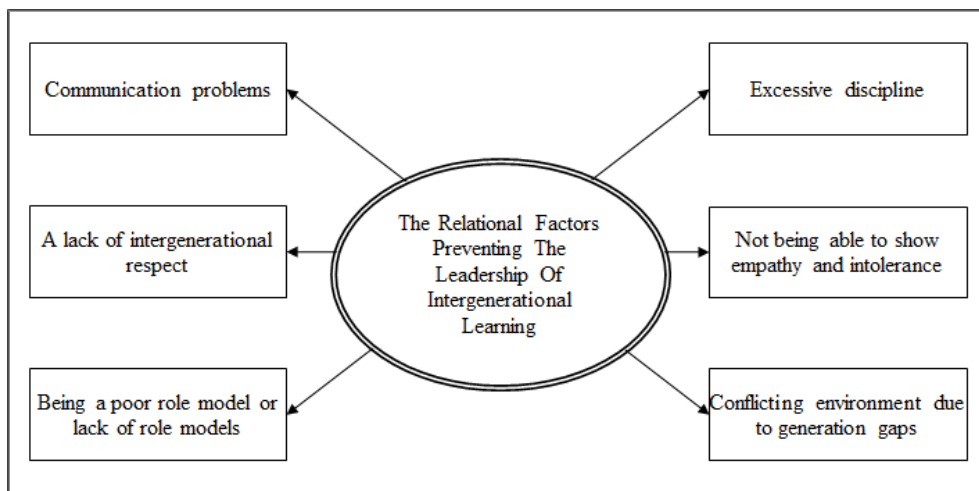 Communication problems
Excessive discipline
The Relational Factors
Preventing The
Leadership Of
Intergenerational
Learning
A lack of intergenerational
respect
Not being able to show
empathy and intolerance
Being a poor role model or
lack of role models
Conflicting environment due
to generation gaps